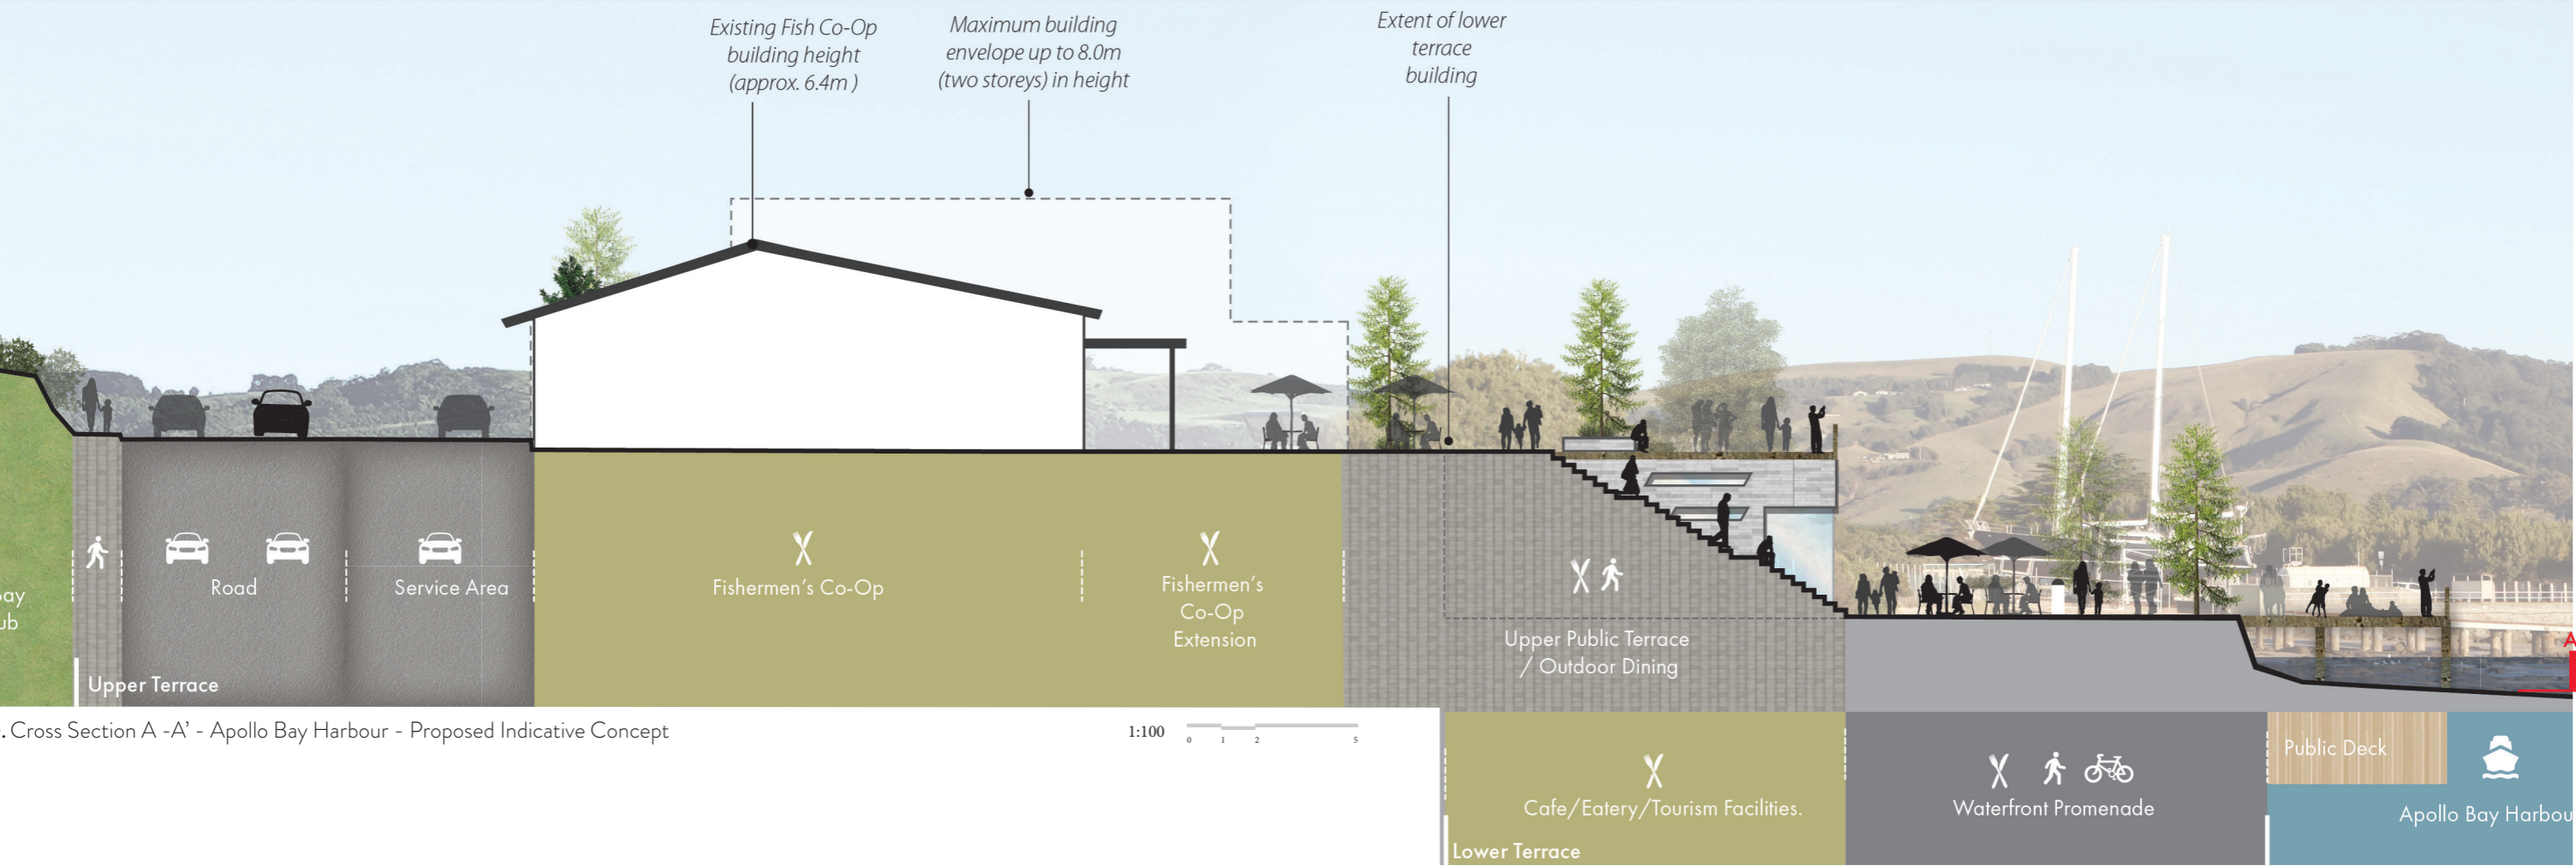 Existing Fish Co-Op
building height
(approx. 6.4m )
Maximum building
envelope up to 8.0m
(two storeys) in height
Extent of lower
terrace
building
Road
Service Area
Fishermen's Co-Op
Fishermen's
Co-Op
Extension
Upper Public Terrace
/ Outdoor Dining
Upper Terrace
. Cross Section A -A' - Apollo Bay Harbour - Proposed Indicative Concept
1:100
0 1 2 5
Public Deck
Cafe/Eatery/Tourism Facilities.
Waterfront Promenade
Apollo Bay Harbou
Lower Terrace
A